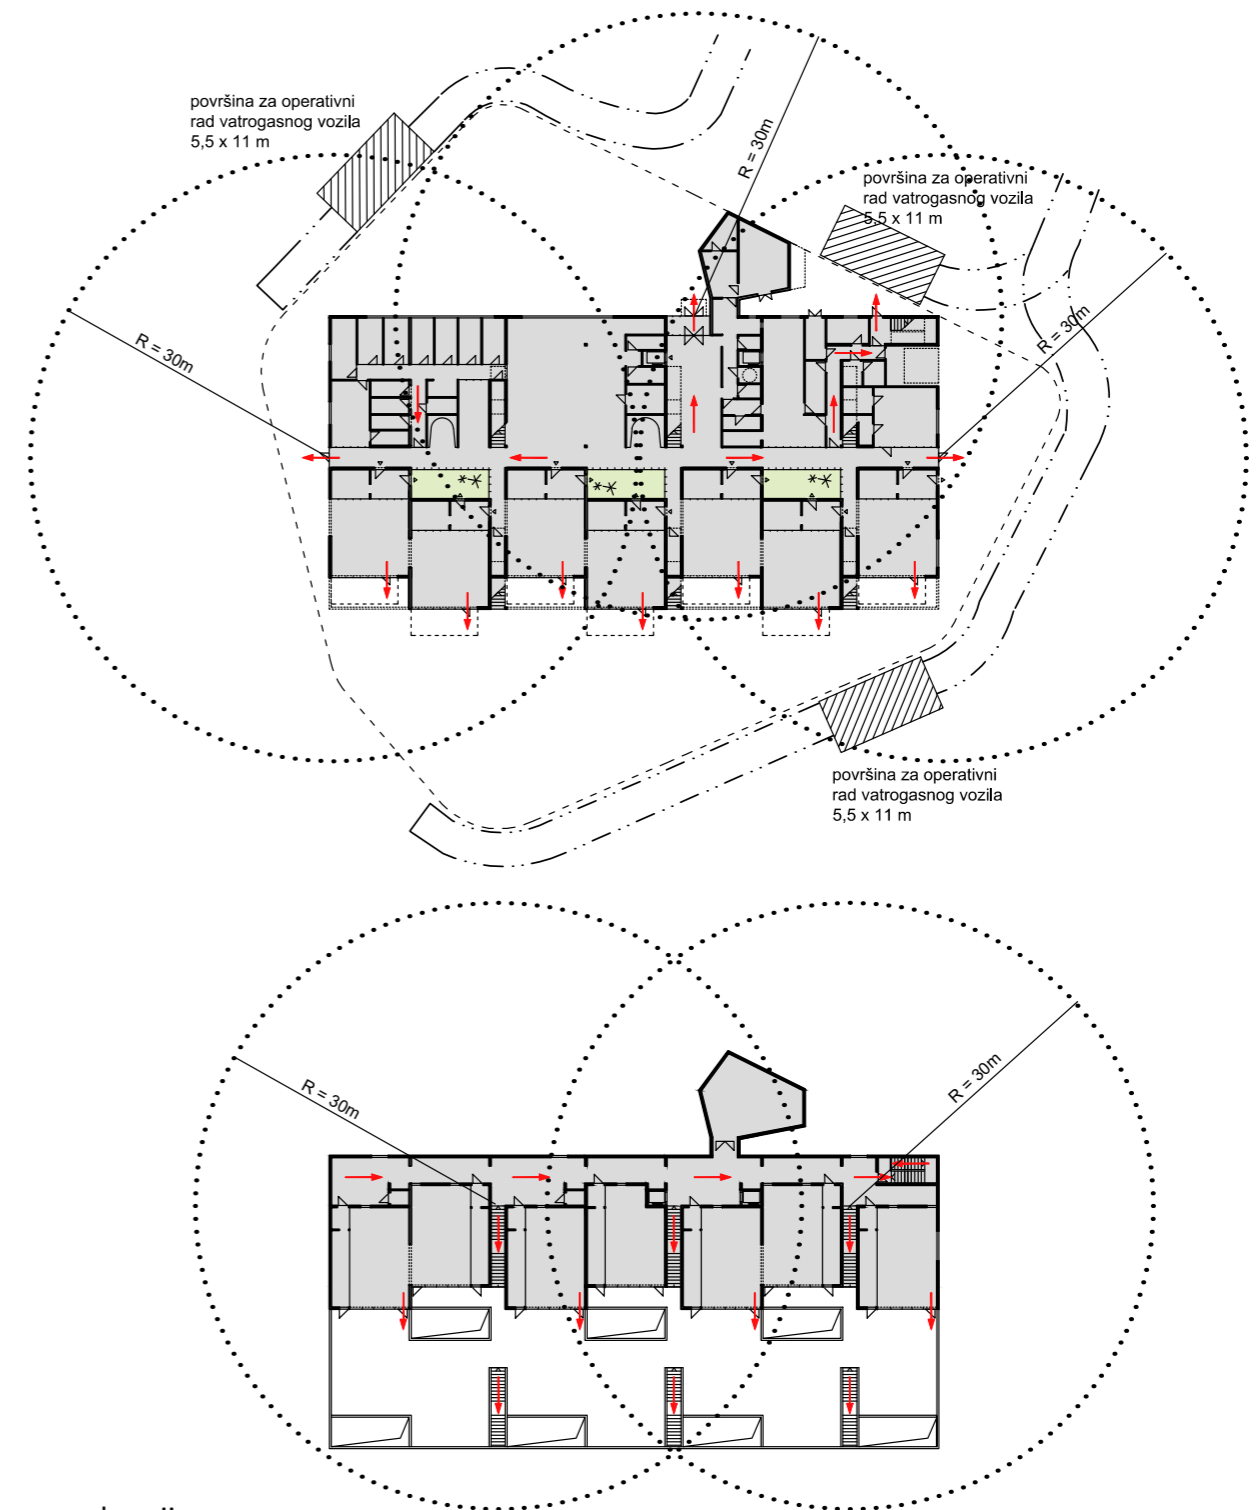 površina za operativni
rad vatrogasnog vozila
5,5 x 11 m
R = 30m
površina za operativni
rad vatrogasnog vozila
5,5 x 11 m
R = 30m
R = 30m
površina za operativni
rad vatrogasnog vozila
5,5 x 11 m
R = 30m
R = 30m